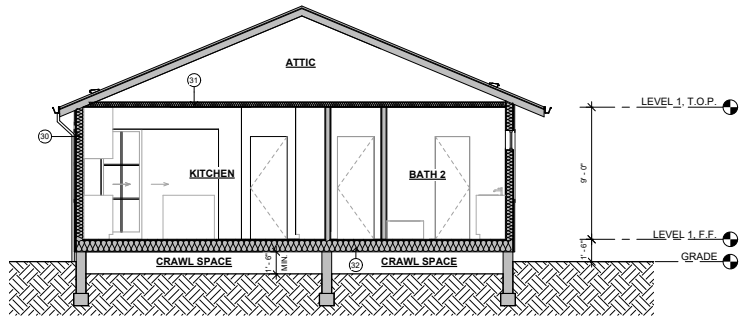 ATTIC
31
LEVEL 1, T.O.P.
30
KITCHEN
BATH 2
9' - 0"
LEVEL 1, F.F.
CRAWL SPACE
1' - 6"
MIN.
32
CRAWL SPACE
1' - 6"
GRADE